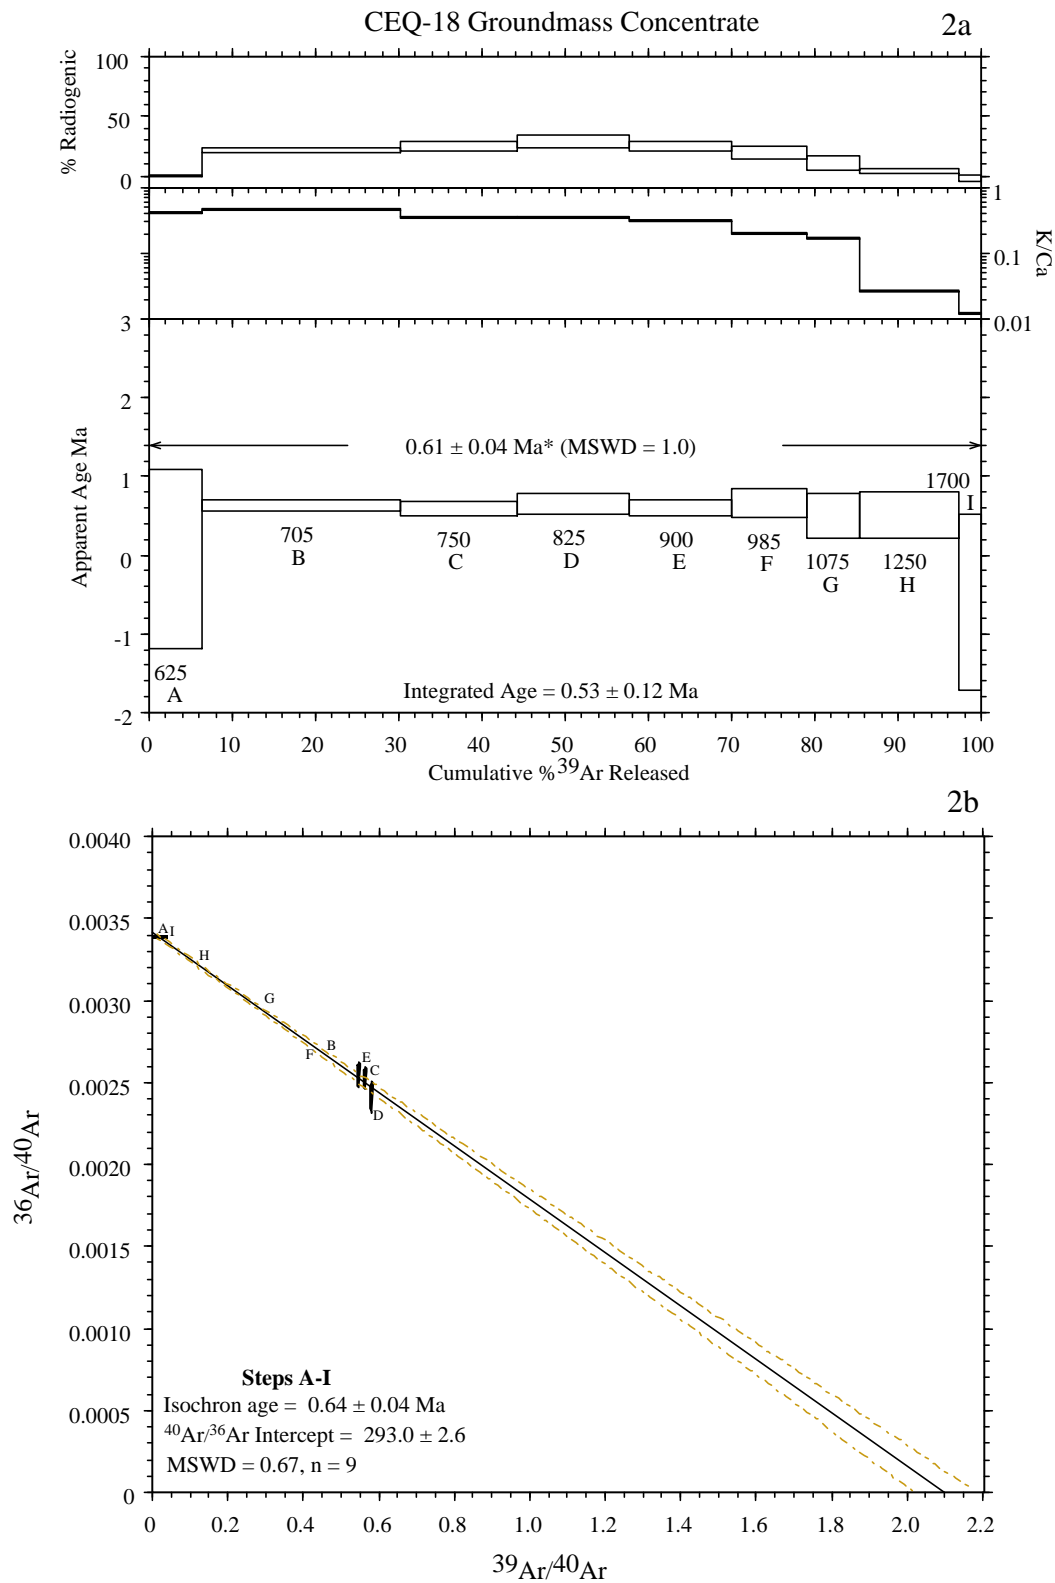 CEQ-18 Groundmass Concentrate
2a
% Radiogenic
100
50
0
K/Ca
1
0.1
0.01
Apparent Age Ma
3
2
1
0
-1
-2
0.61 ± 0.04 Ma* (MSWD = 1.0)
625
A
705
B
750
C
825
D
900
E
985
F
1075
G
1250
H
1700
I
Integrated Age = 0.53 ± 0.12 Ma
0 10 20 30 40 50 60 70 80 90 100
Cumulative %39Ar Released
2b
36Ar/40Ar
0.0040
0.0035
0.0030
0.0025
0.0020
0.0015
0.0010
0.0005
0
A I
H
G
F
B
E
C
D
Steps A-I
Isochron age = 0.64 ± 0.04 Ma
40Ar/36Ar Intercept = 293.0 ± 2.6
MSWD = 0.67, n = 9
0 0.2 0.4 0.6 0.8 1.0 1.2 1.4 1.6 1.8 2.0 2.2
39Ar/40Ar